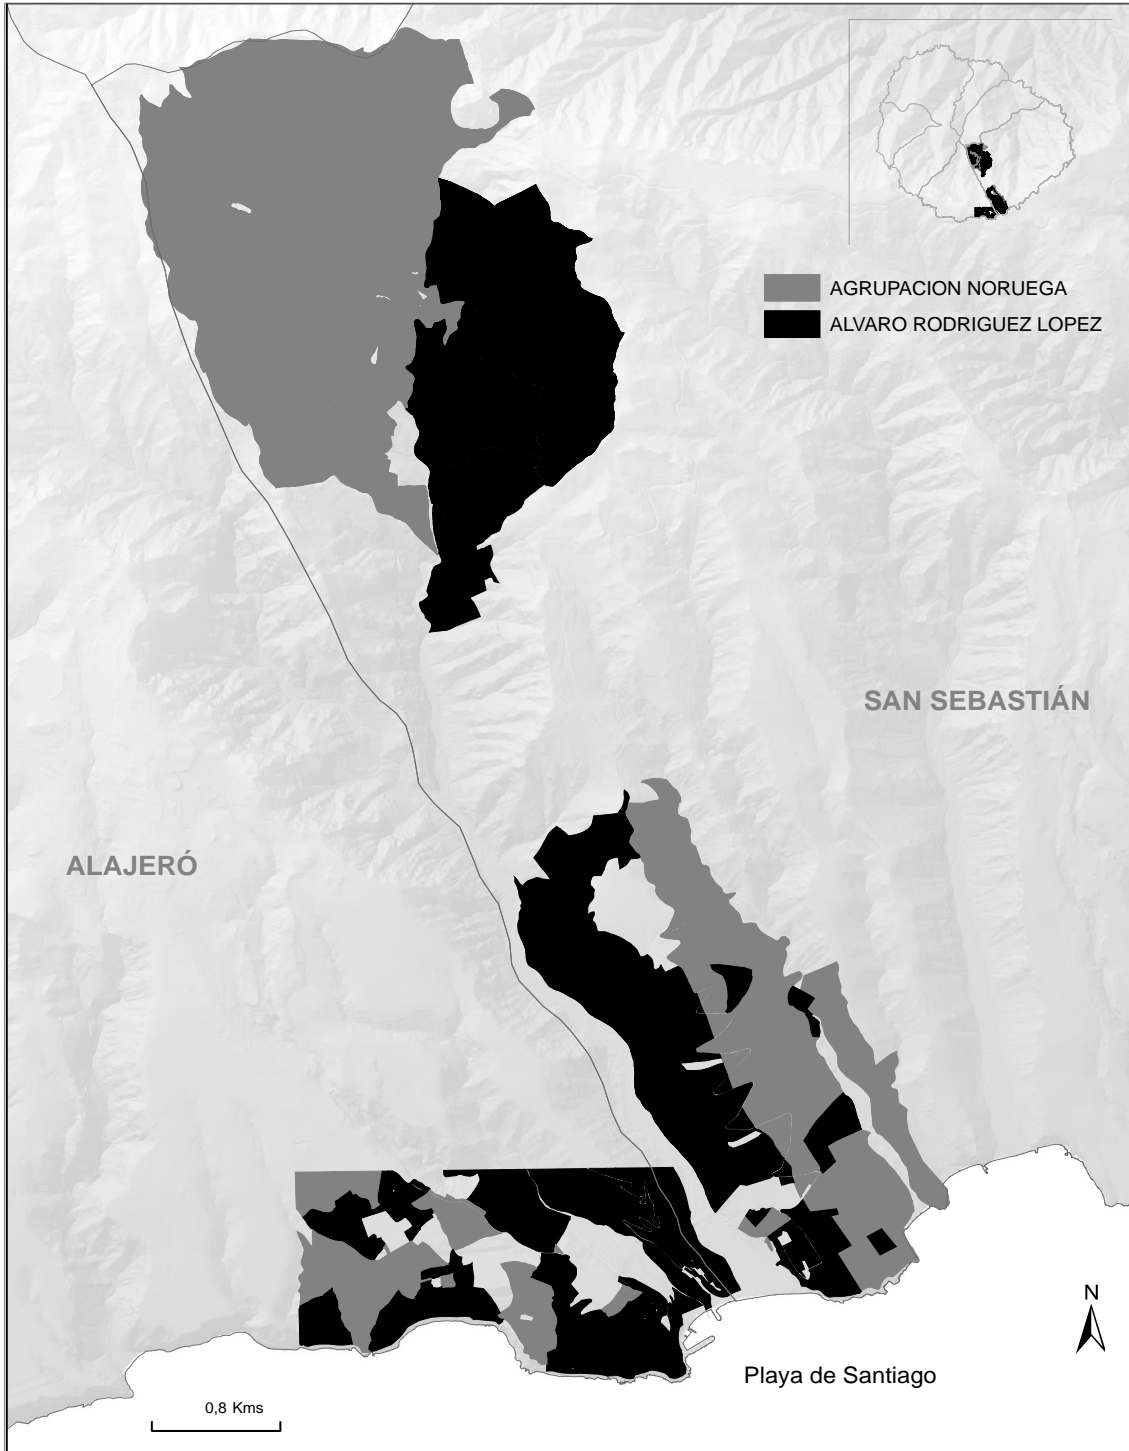 AGRUPACION NORUEGA
ALVARO RODRIGUEZ LOPEZ
SAN SEBASTIÁN
ALAJERÓ
N
Playa de Santiago
0,8 Kms